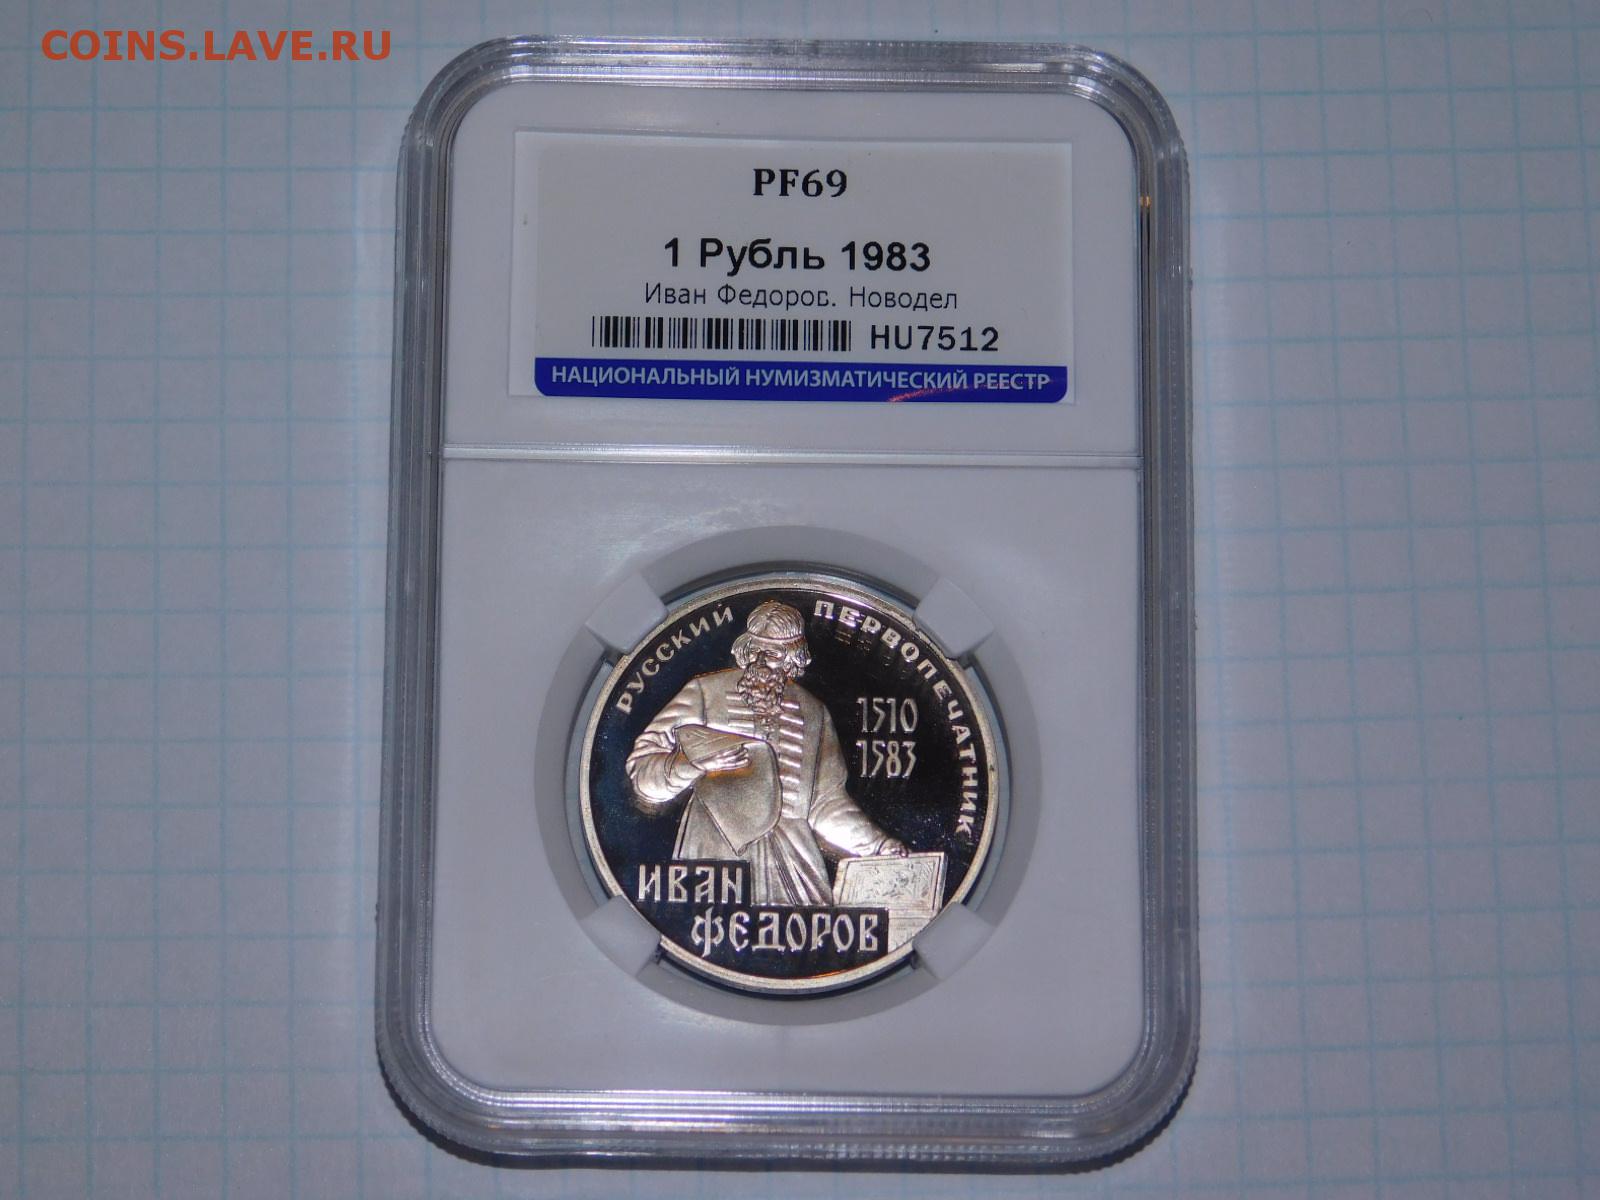 COINS.LAVE.RU
PF69
1 Рубль 1983
Иван Федоров. Новодел
HU7512
НАЦИОНАЛЬНЫЙ НУМИЗМАТИЧЕСКИЙ РЕЕСТР
РУССКИЙ ПЕРВОПЕЧАТНИК
1510
1583
ИВАН
ФЕДОРОВ